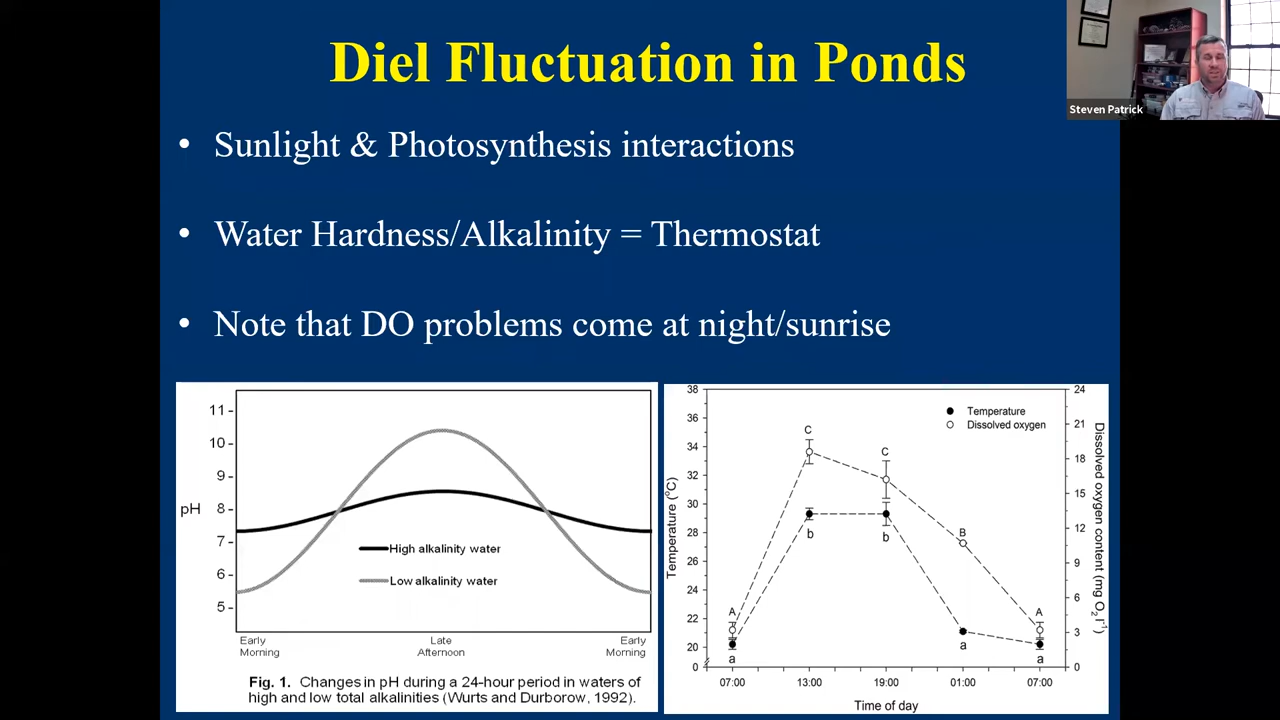 Diel Fluctuation in Ponds
Steven Patrick
• Sunlight & Photosynthesis interactions
• Water Hardness/Alkalinity = Thermostat
• Note that DO problems come at night/sunrise
11
10
9
pH 8
7
6
5
High alkalinity water
Low alkalinity water
Early Morning
Late Afternoon
Early Morning
Fig. 1. Changes in pH during a 24-hour period in waters of
high and low total alkalinities (Wurts and Durborow, 1992).
38
36
34
32
30
28
26
24
22
20
0
Temperature (°C)
Temperature
Dissolved oxygen
A
C
C
B
A
a
b
b
a
a
24
21
18
15
12
9
6
3
0
Dissolved oxygen content (mg O2 l-1)
07:00
13:00
19:00
01:00
07:00
Time of day